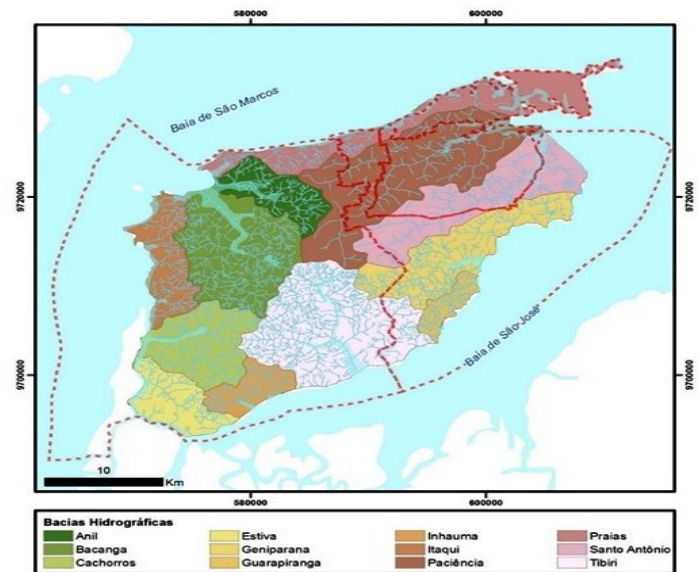 580000 600000
Baia de São Marcos
9720000 9720000
Baía de São José
9700000 9700000
10
Km
580000 600000
Bacias Hidrográficas
Anil Estiva Inhauma Praias
Bacanga Geniparana Itaqui Santo Antônio
Cachorros Guarapiranga Paciência Tibiri